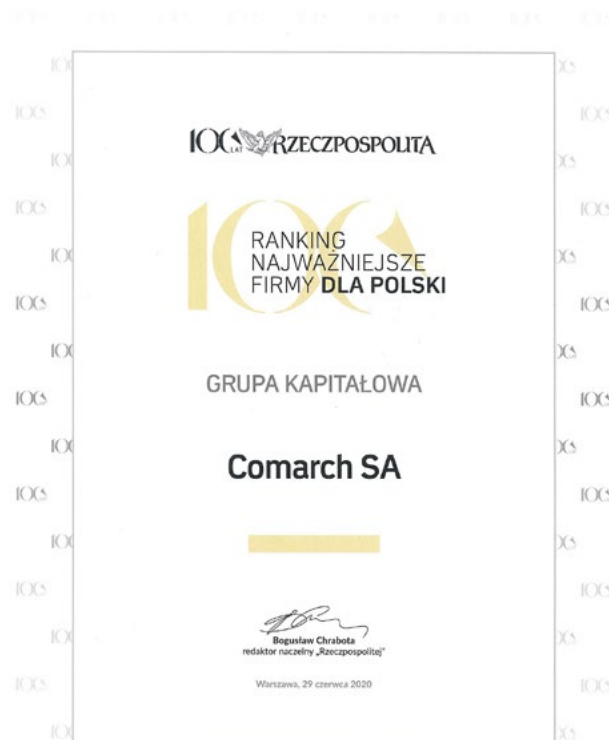 100 LAT RZECZPOSPOLITA
100
RANKING
NAJWAŻNIEJSZE
FIRMY DLA POLSKI
GRUPA KAPITAŁOWA
Comarch SA
Bogusław Chrabota
redaktor naczelny „Rzeczpospolitej”
Warszawa, 29 czerwca 2020